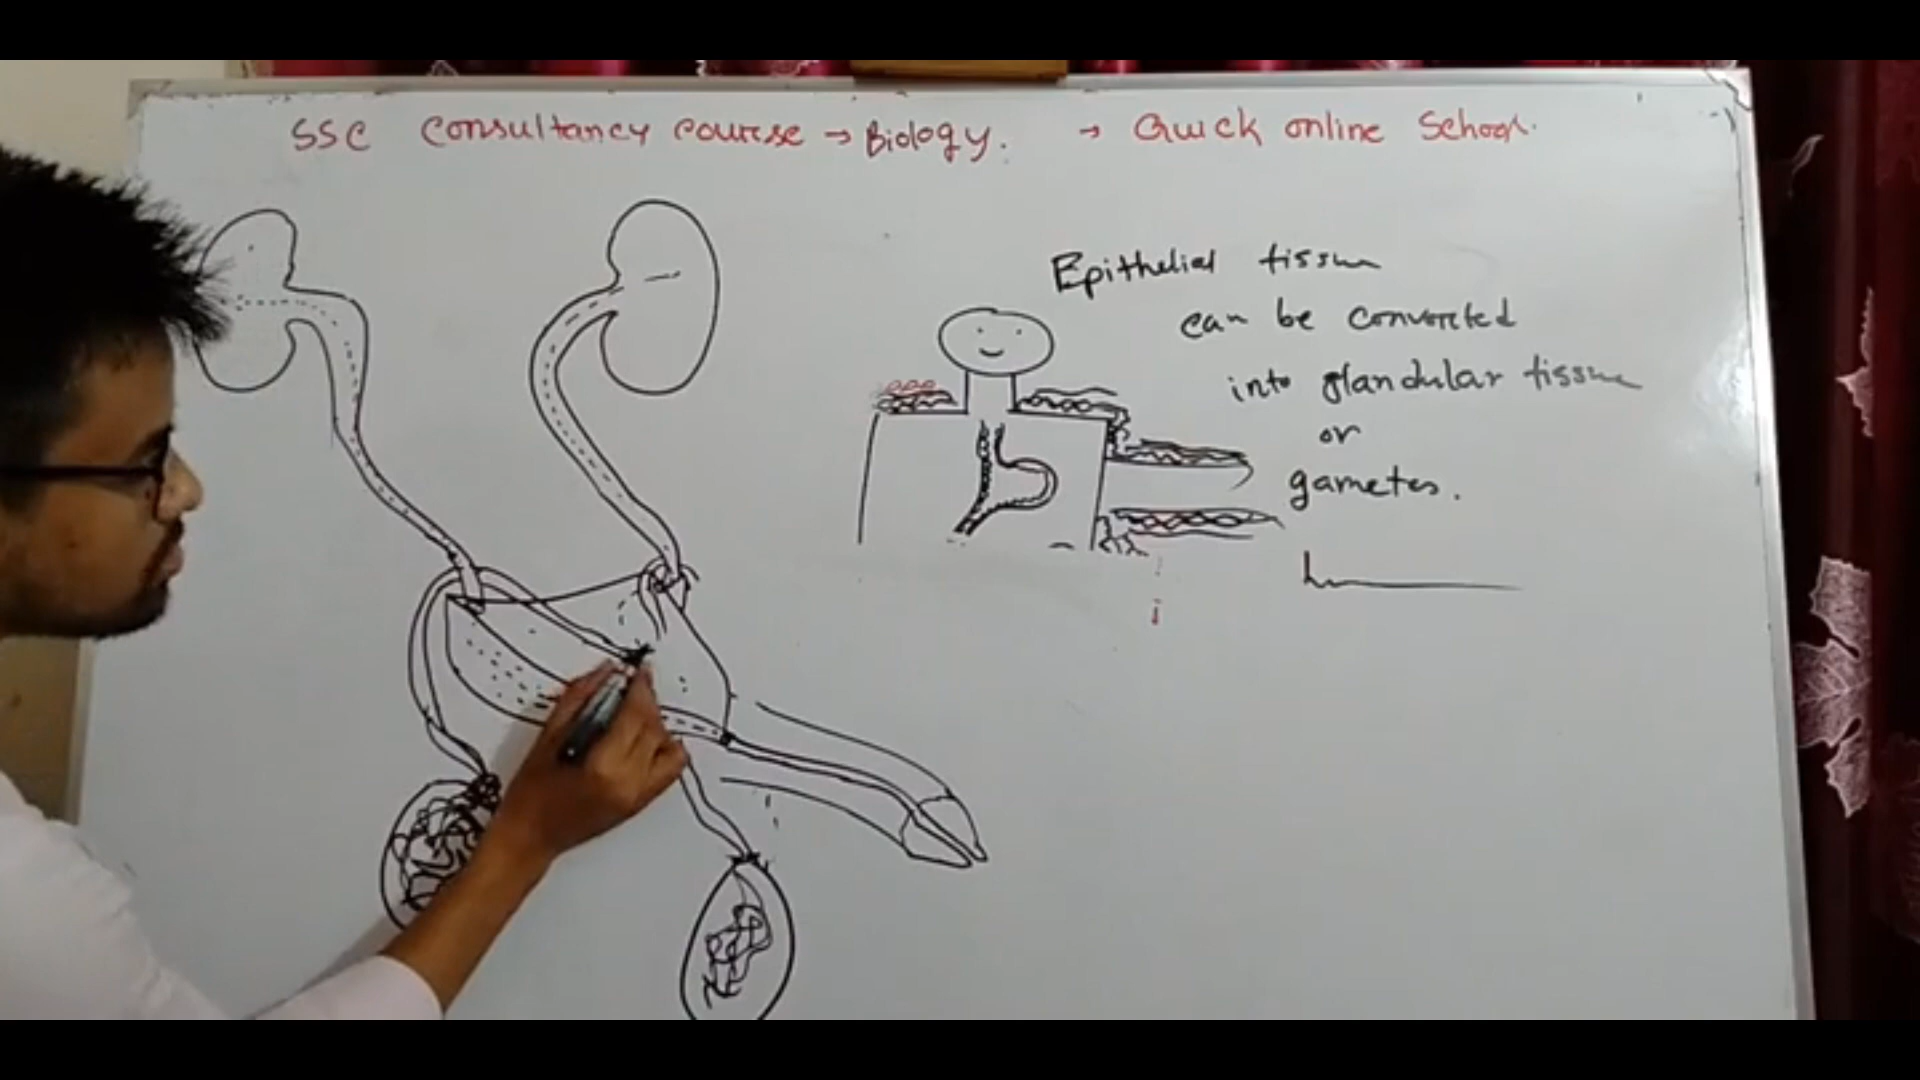 SSC Consultancy course → Biology. → Quick online School.
Epithelial tissue
can be converted
into glandular tissue
or
gametes.